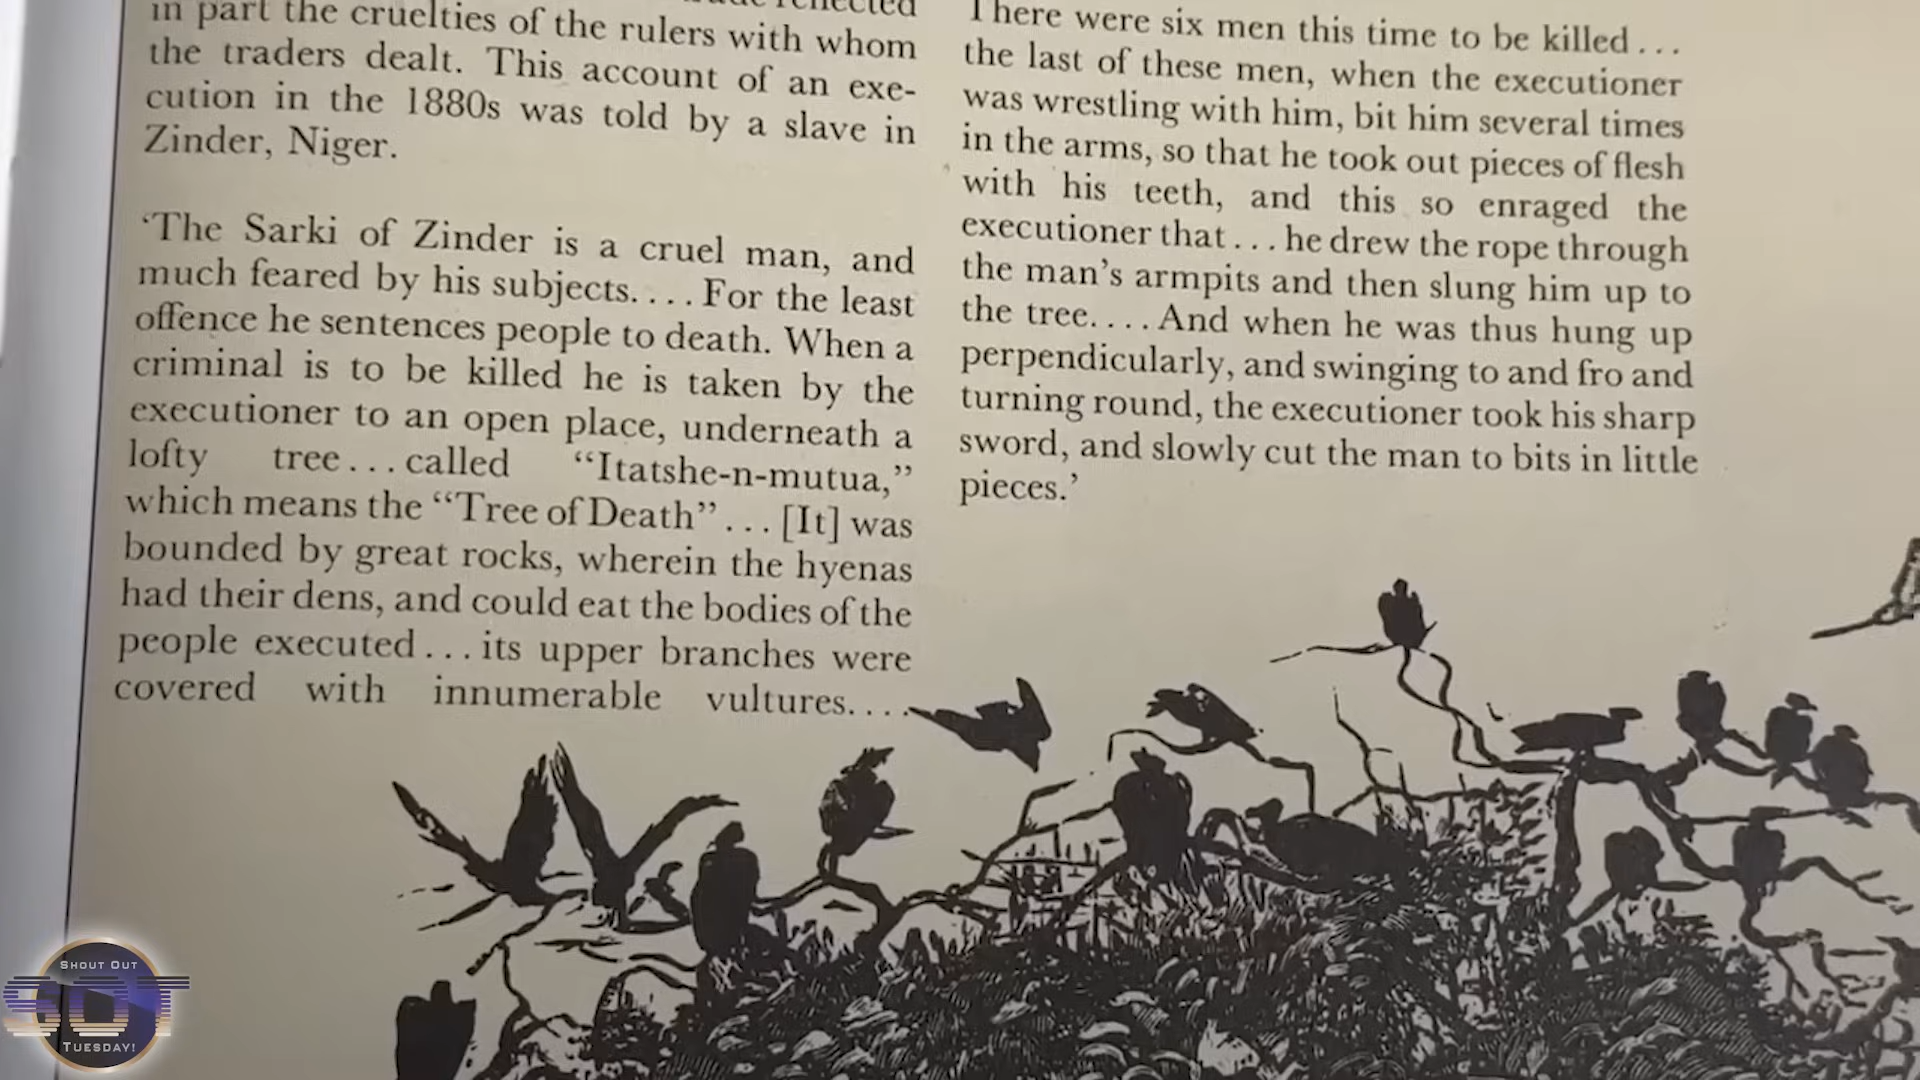 in part the cruelties of the rulers with whom
the traders dealt. This account of an exe-
cution in the 1880s was told by a slave in
Zinder, Niger.
‘The Sarki of Zinder is a cruel man, and
much feared by his subjects. . . . For the least
offence he sentences people to death. When a
criminal is to be killed he is taken by the
executioner to an open place, underneath a
lofty tree . . . called “Itatshe-n-mutua,”
which means the “Tree of Death” . . . [It] was
bounded by great rocks, wherein the hyenas
had their dens, and could eat the bodies of the
people executed . . . its upper branches were
covered with innumerable vultures. . . .
There were six men this time to be killed . . .
the last of these men, when the executioner
was wrestling with him, bit him several times
in the arms, so that he took out pieces of flesh
with his teeth, and this so enraged the
executioner that . . . he drew the rope through
the man’s armpits and then slung him up to
the tree. . . . And when he was thus hung up
perpendicularly, and swinging to and fro and
turning round, the executioner took his sharp
sword, and slowly cut the man to bits in little
pieces.’
SHOUT OUT
SOT
TUESDAY!